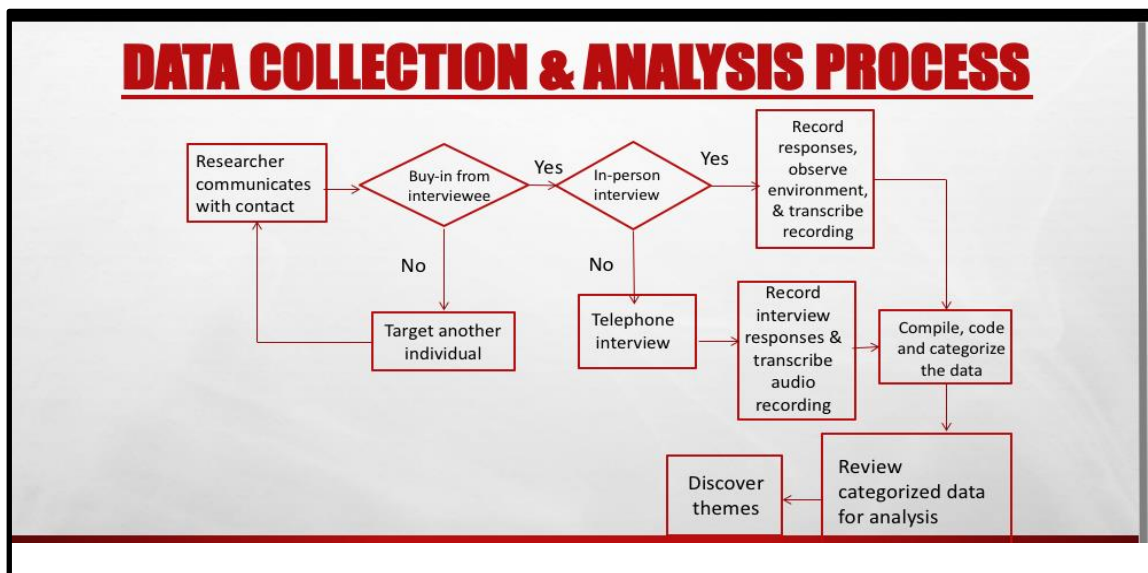 DATA COLLECTION & ANALYSIS PROCESS
Researcher
communicates
with contact
Buy-in from
interviewee
Yes
In-person
interview
Yes
Record
responses,
observe
environment,
& transcribe
recording
No
No
Target another
individual
Telephone
interview
Record
interview
responses &
transcribe
audio
recording
Compile, code
and categorize
the data
Review
categorized data
for analysis
Discover
themes